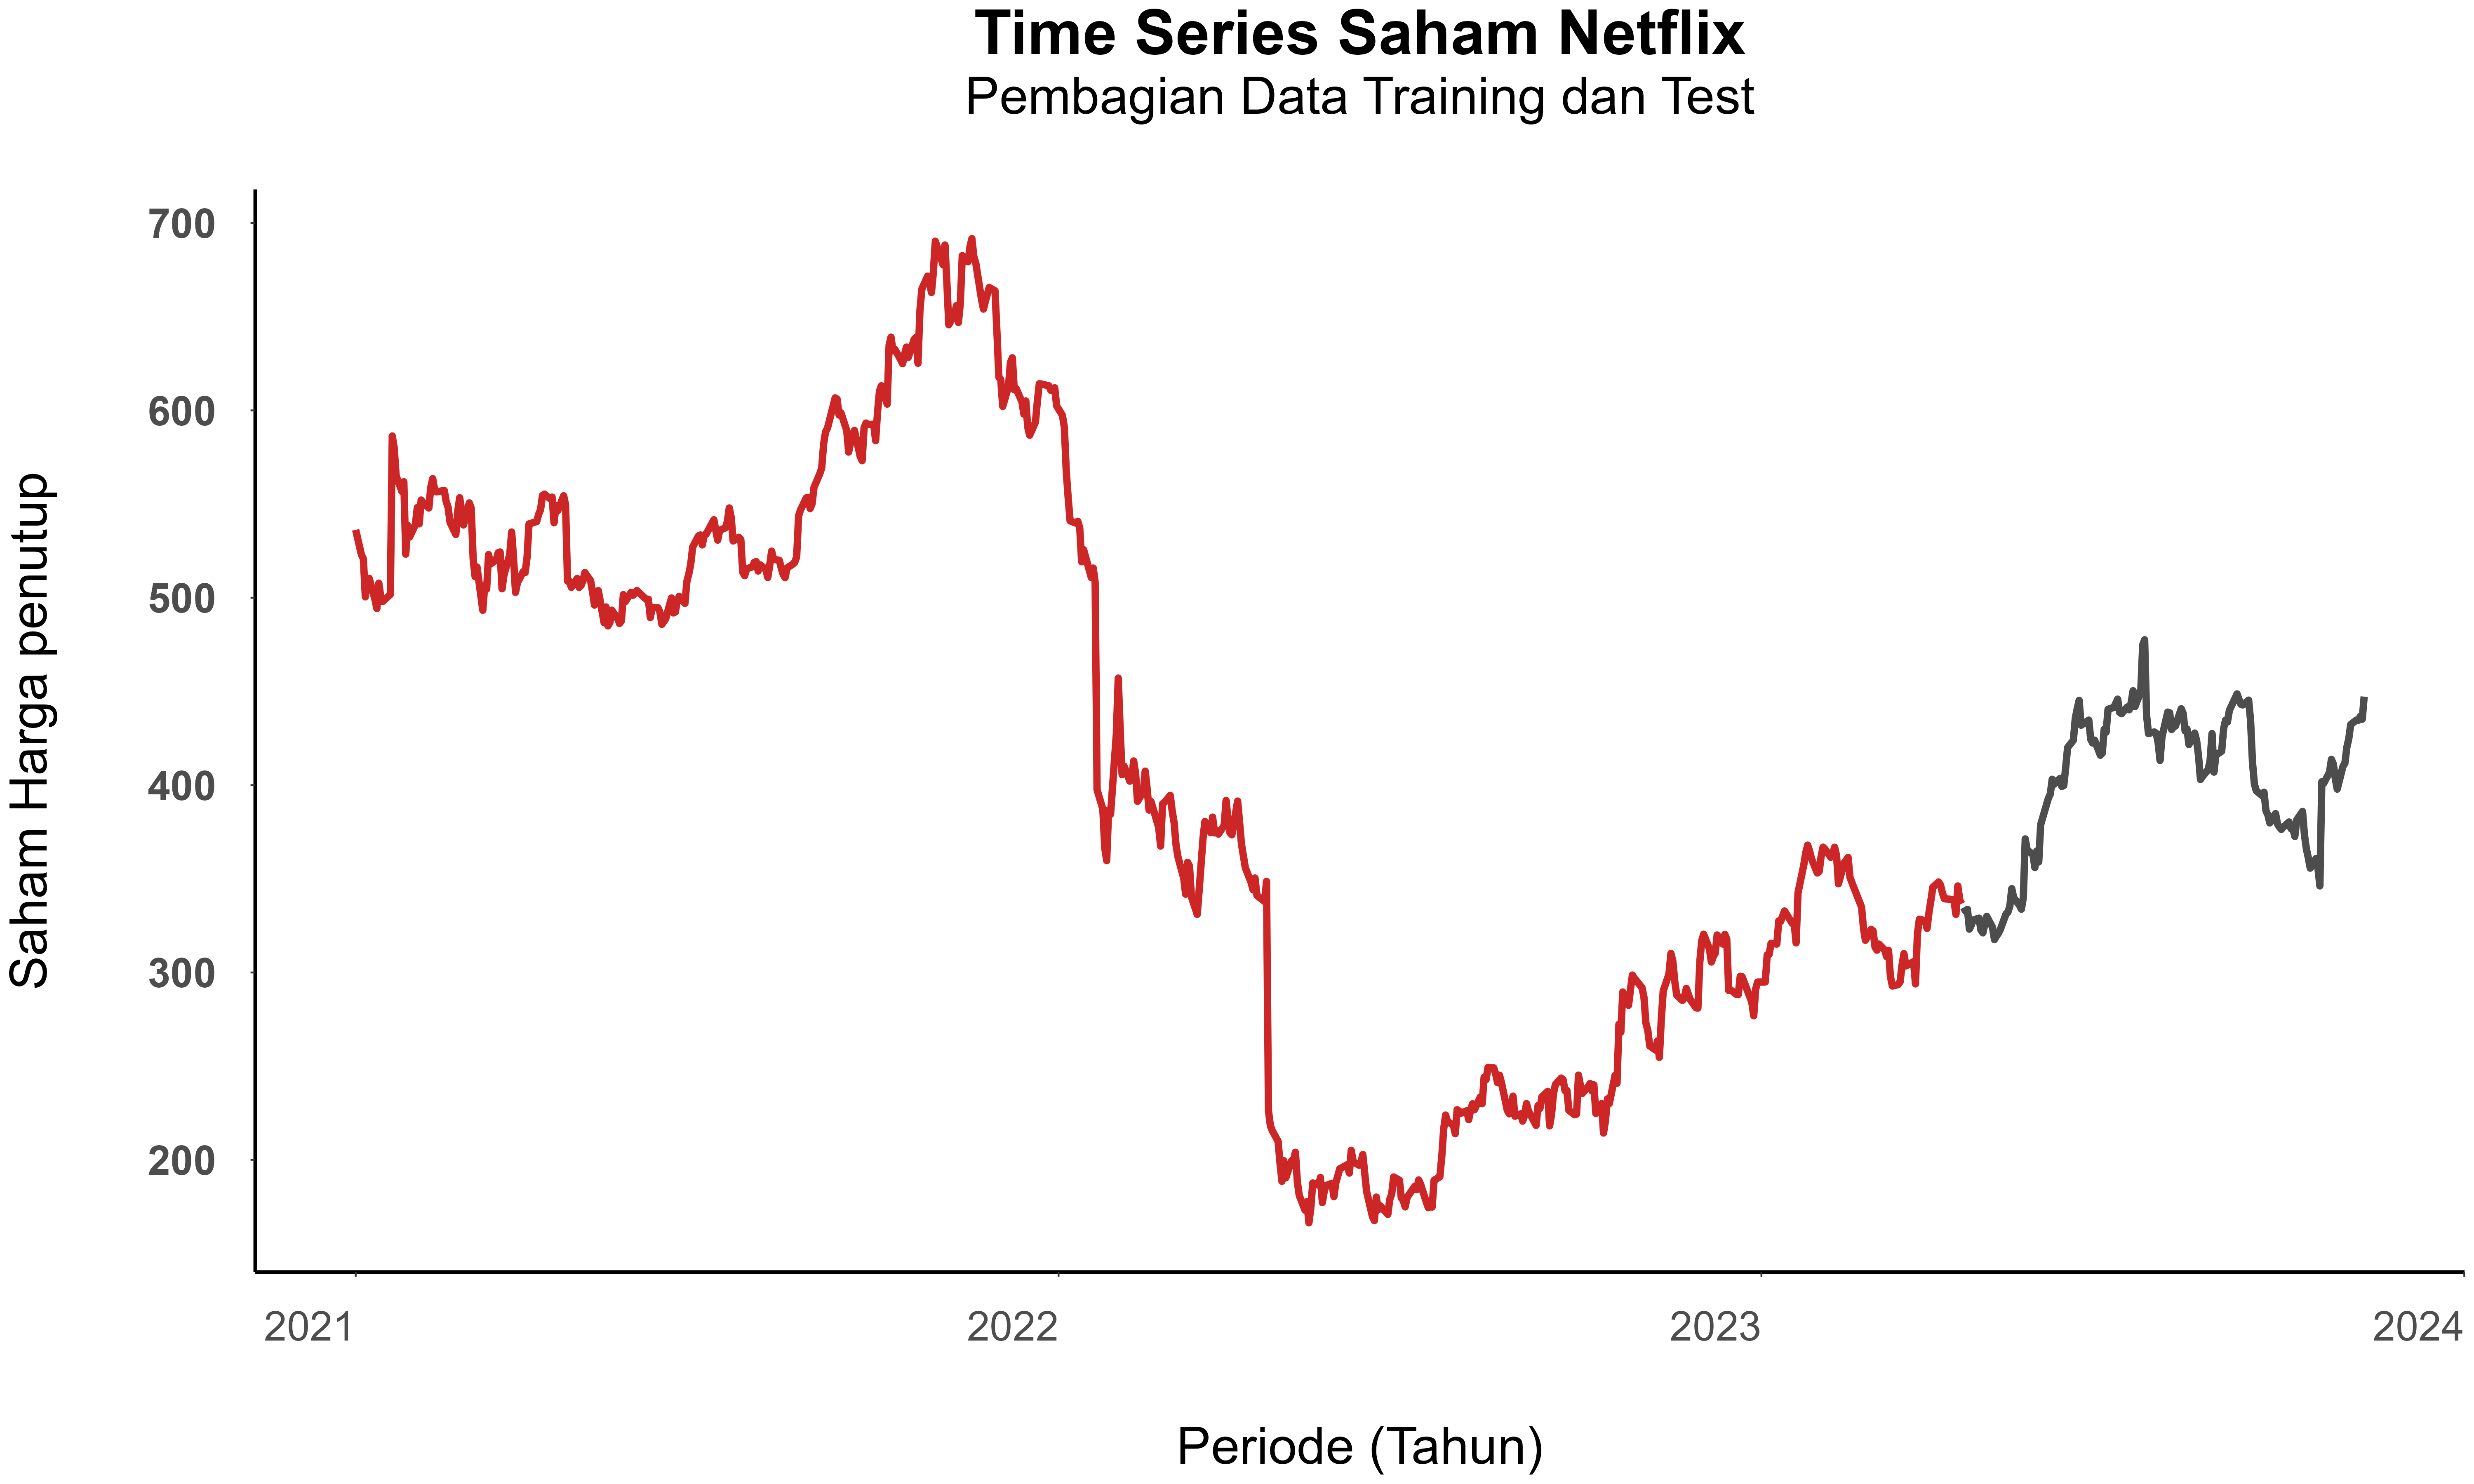 Time Series Saham Netflix
Pembagian Data Training dan Test
Saham Harga penutup
700
600
500
400
300
200
2021
2022
2023
2024
Periode (Tahun)